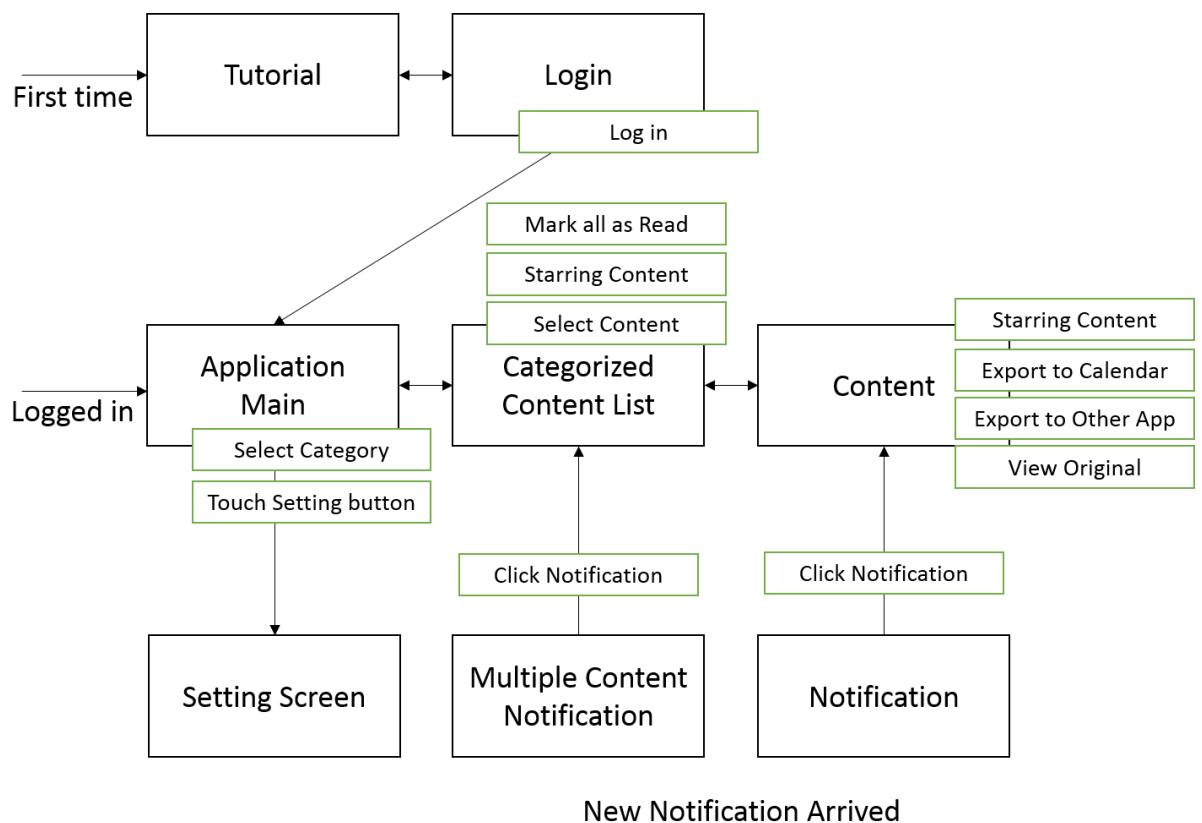 Tutorial
Login
First time
Log in
Mark all as Read
Starring Content
Select Content
Starring Content
Application
Main
Categorized
Content List
Content
Export to Calendar
Logged in
Export to Other App
Select Category
View Original
Touch Setting button
Click Notification
Click Notification
Setting Screen
Multiple Content
Notification
Notification
New Notification Arrived